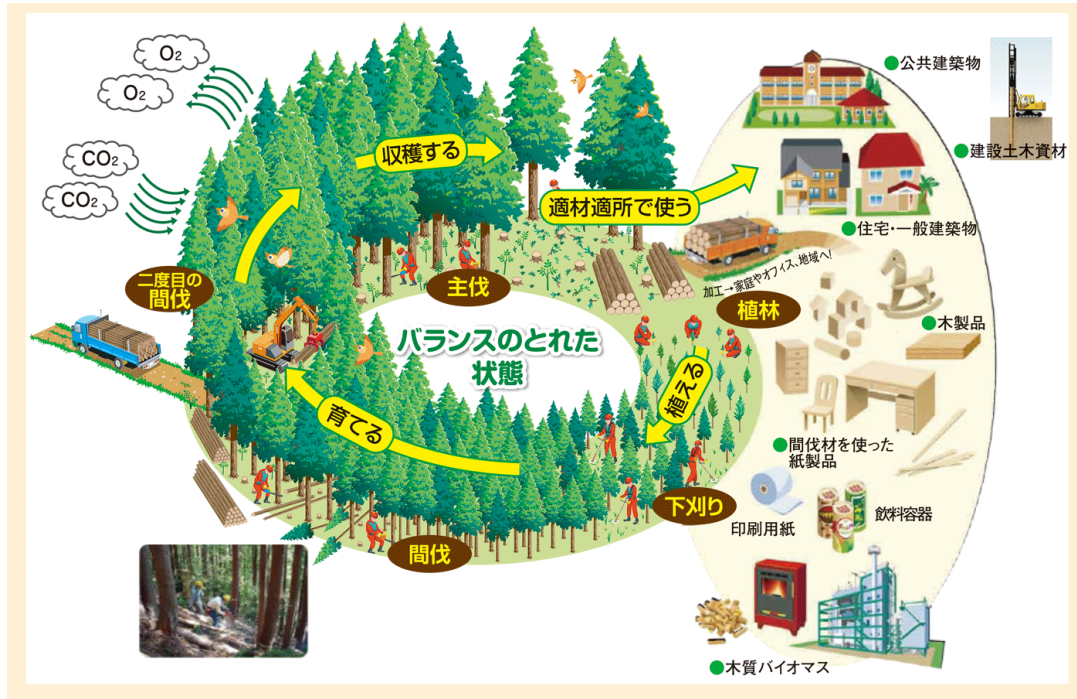 O₂
O₂
CO₂
CO₂
収穫する
適材適所で使う
●公共建築物
●建設土木資材
●住宅・一般建築物
加工→家庭やオフィス、地域へ!
二度目の
間伐
主伐
植林
バランスのとれた
状態
植える
育てる
●木製品
●間伐材を使った
紙製品
下刈り
間伐
印刷用紙
飲料容器
●木質バイオマス